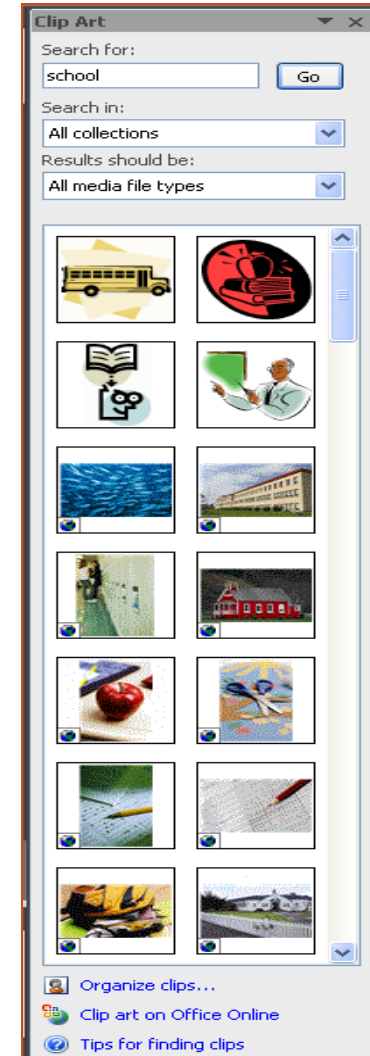 Clip Art
Search for:
school
Go
Search in:
All collections
Results should be:
All media file types
Organize clips...
Clip art on Office Online
Tips for finding clips